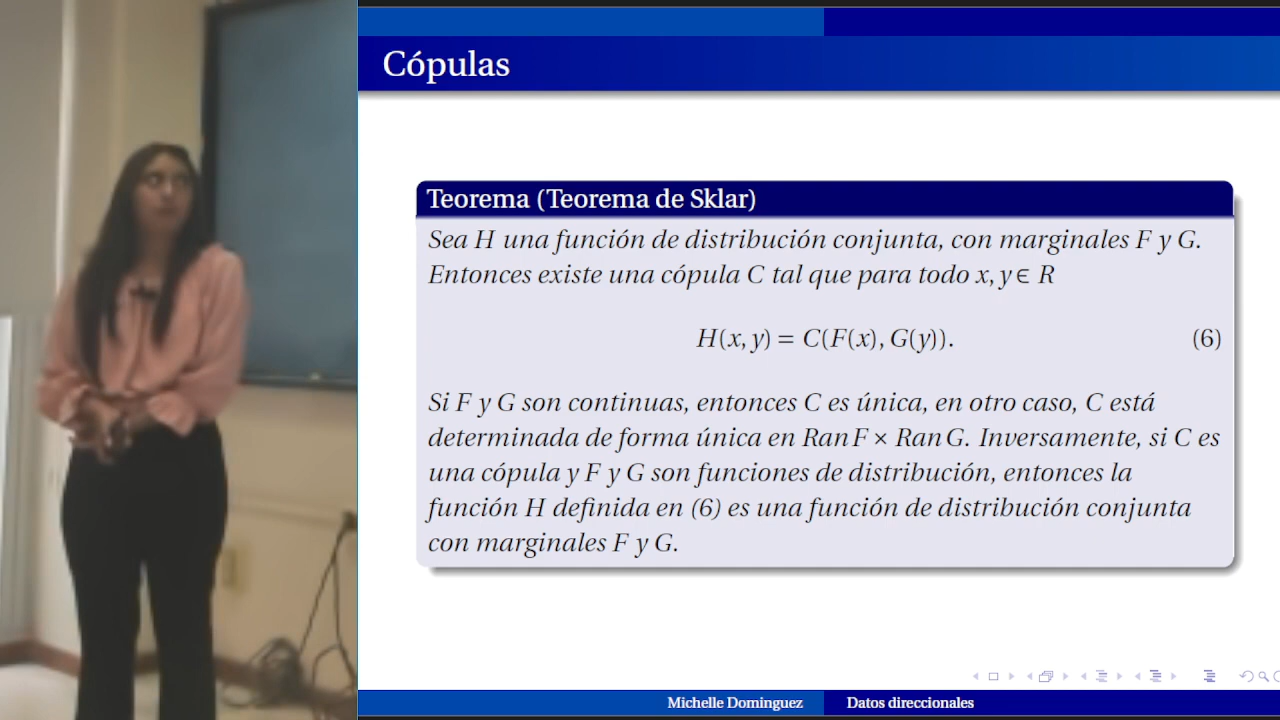 Cópulas
Teorema (Teorema de Sklar)
Sea H una función de distribución conjunta, con marginales F y G.
Entonces existe una cópula C tal que para todo x, y ∈ R
H(x, y) = C(F(x), G(y)). (6)
Si F y G son continuas, entonces C es única, en otro caso, C está
determinada de forma única en Ran F × Ran G. Inversamente, si C es
una cópula y F y G son funciones de distribución, entonces la
función H definida en (6) es una función de distribución conjunta
con marginales F y G.
Michelle Dominguez Datos direccionales